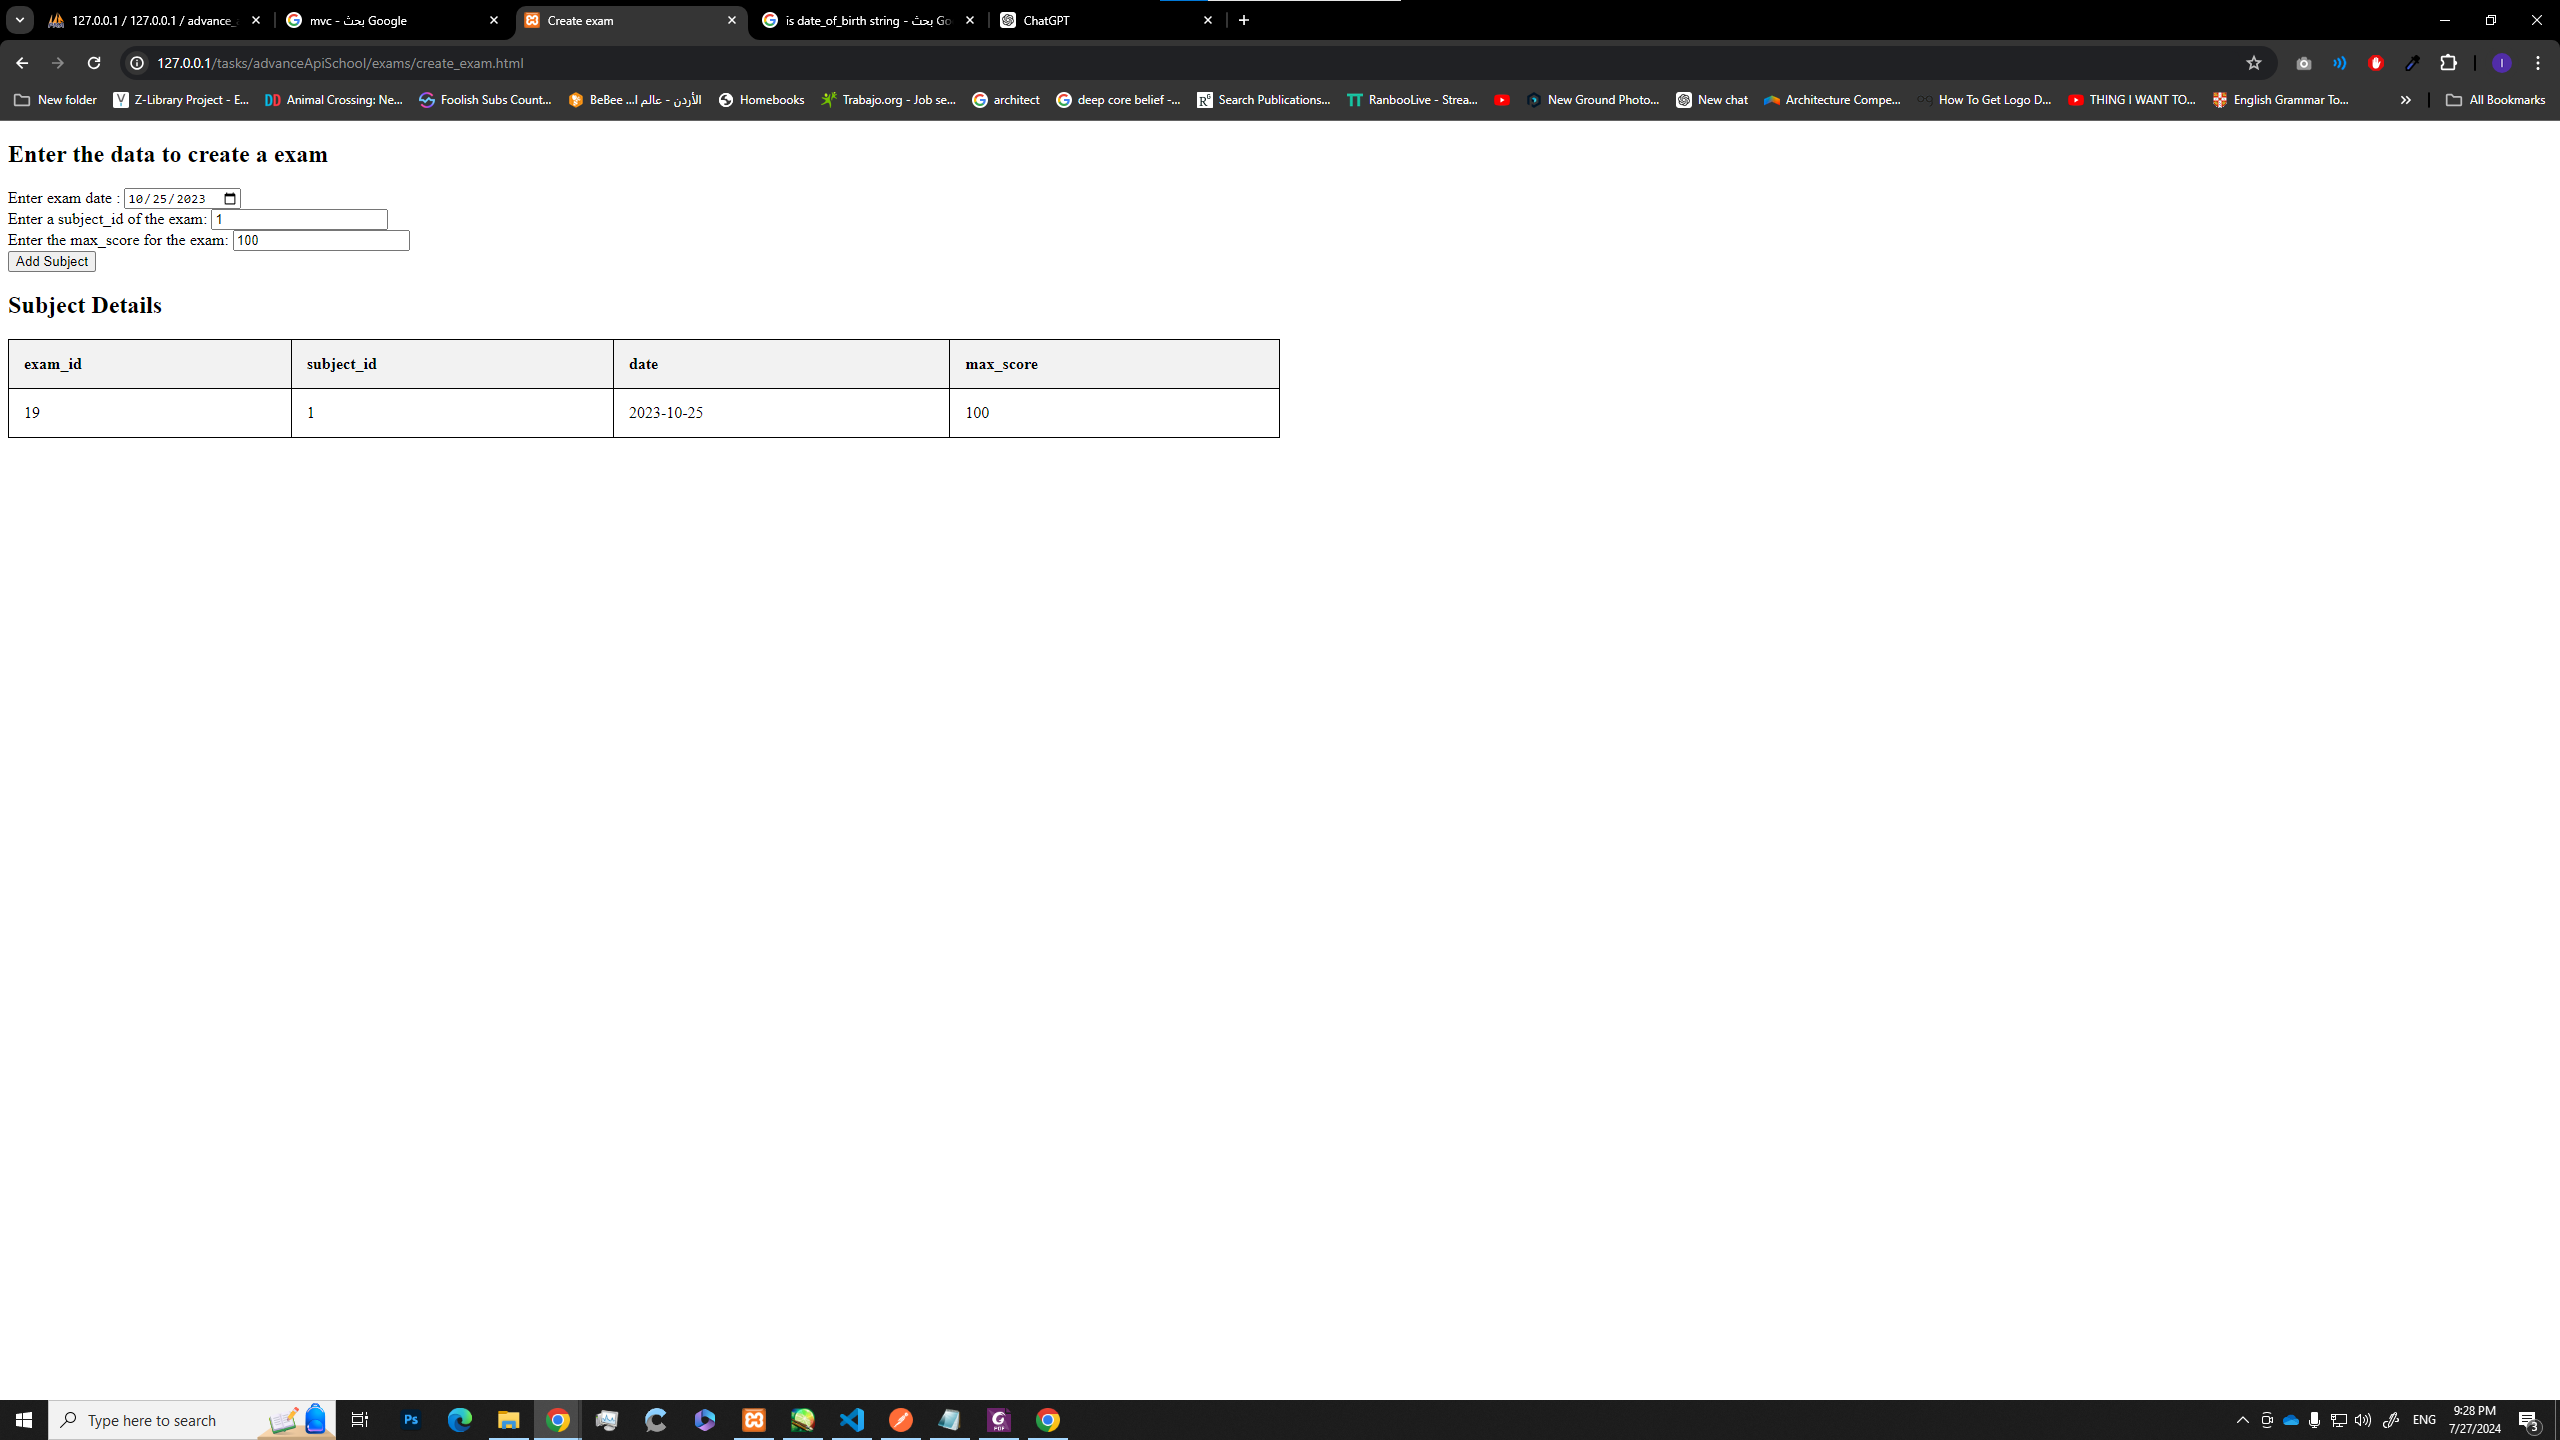 127.0.0.1 / 127.0.0.1 / advance_
mvc - بحث Google
Create exam
is date_of_birth string - بحث Go
ChatGPT
127.0.0.1/tasks/advanceApiSchool/exams/create_exam.html
New folder
Z-Library Project - E...
Animal Crossing: Ne...
Foolish Subs Count...
BeBee ...الأردن - عالم ا
Homebooks
Trabajo.org - Job se...
architect
deep core belief -...
Search Publications...
RanbooLive - Strea...
New Ground Photo...
New chat
Architecture Compe...
How To Get Logo D...
THING I WANT TO...
English Grammar To...
All Bookmarks
Enter the data to create a exam
Enter exam date : 10/25/2023
Enter a subject_id of the exam: 1
Enter the max_score for the exam: 100
Add Subject
Subject Details
exam_id subject_id date max_score
19 1 2023-10-25 100
Type here to search
ENG
9:28 PM
7/27/2024
3